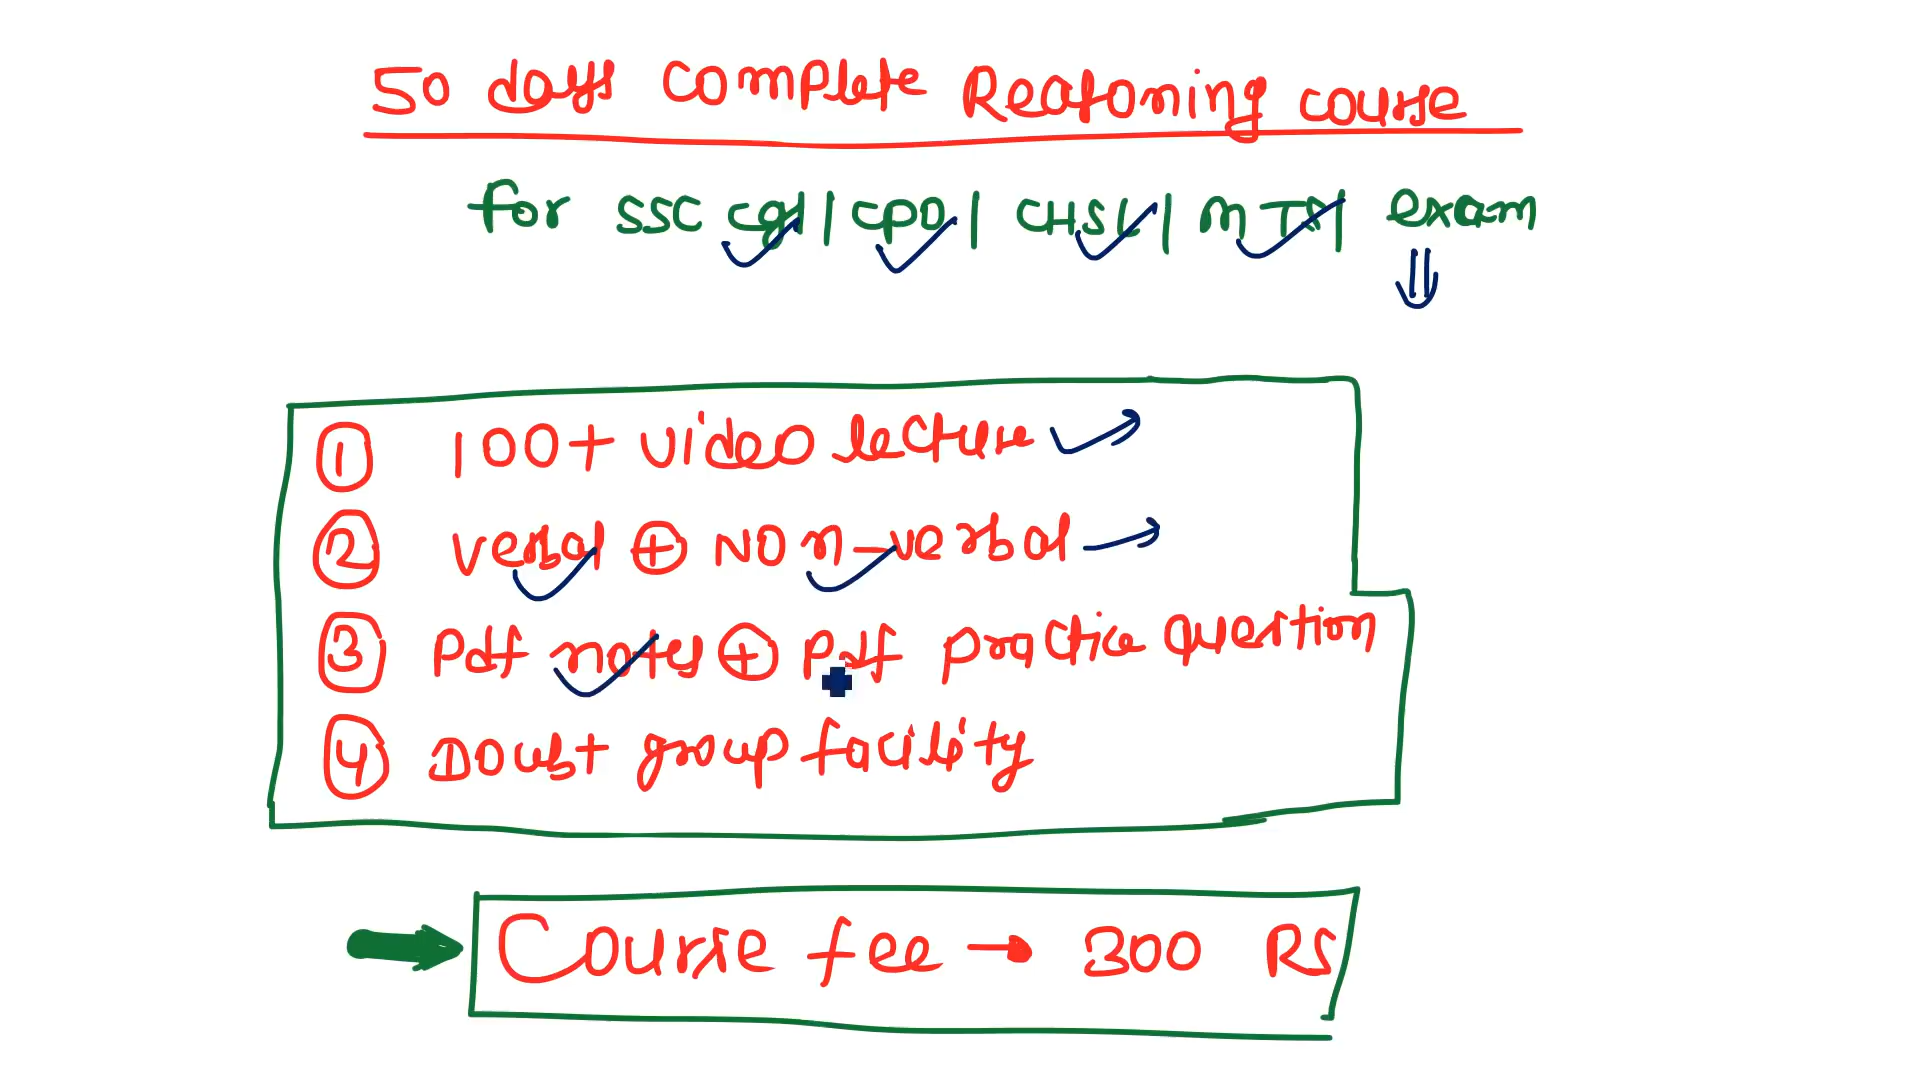 50 days complete Reasoning course
for SSC cgl | CPO | CHSL | MTS | exam
1 100+ video lecture
2 verbal + NON-verbal
3 Pdf notes + Pdf practice question
4 Doubt group facility
Course fee → 300 RS